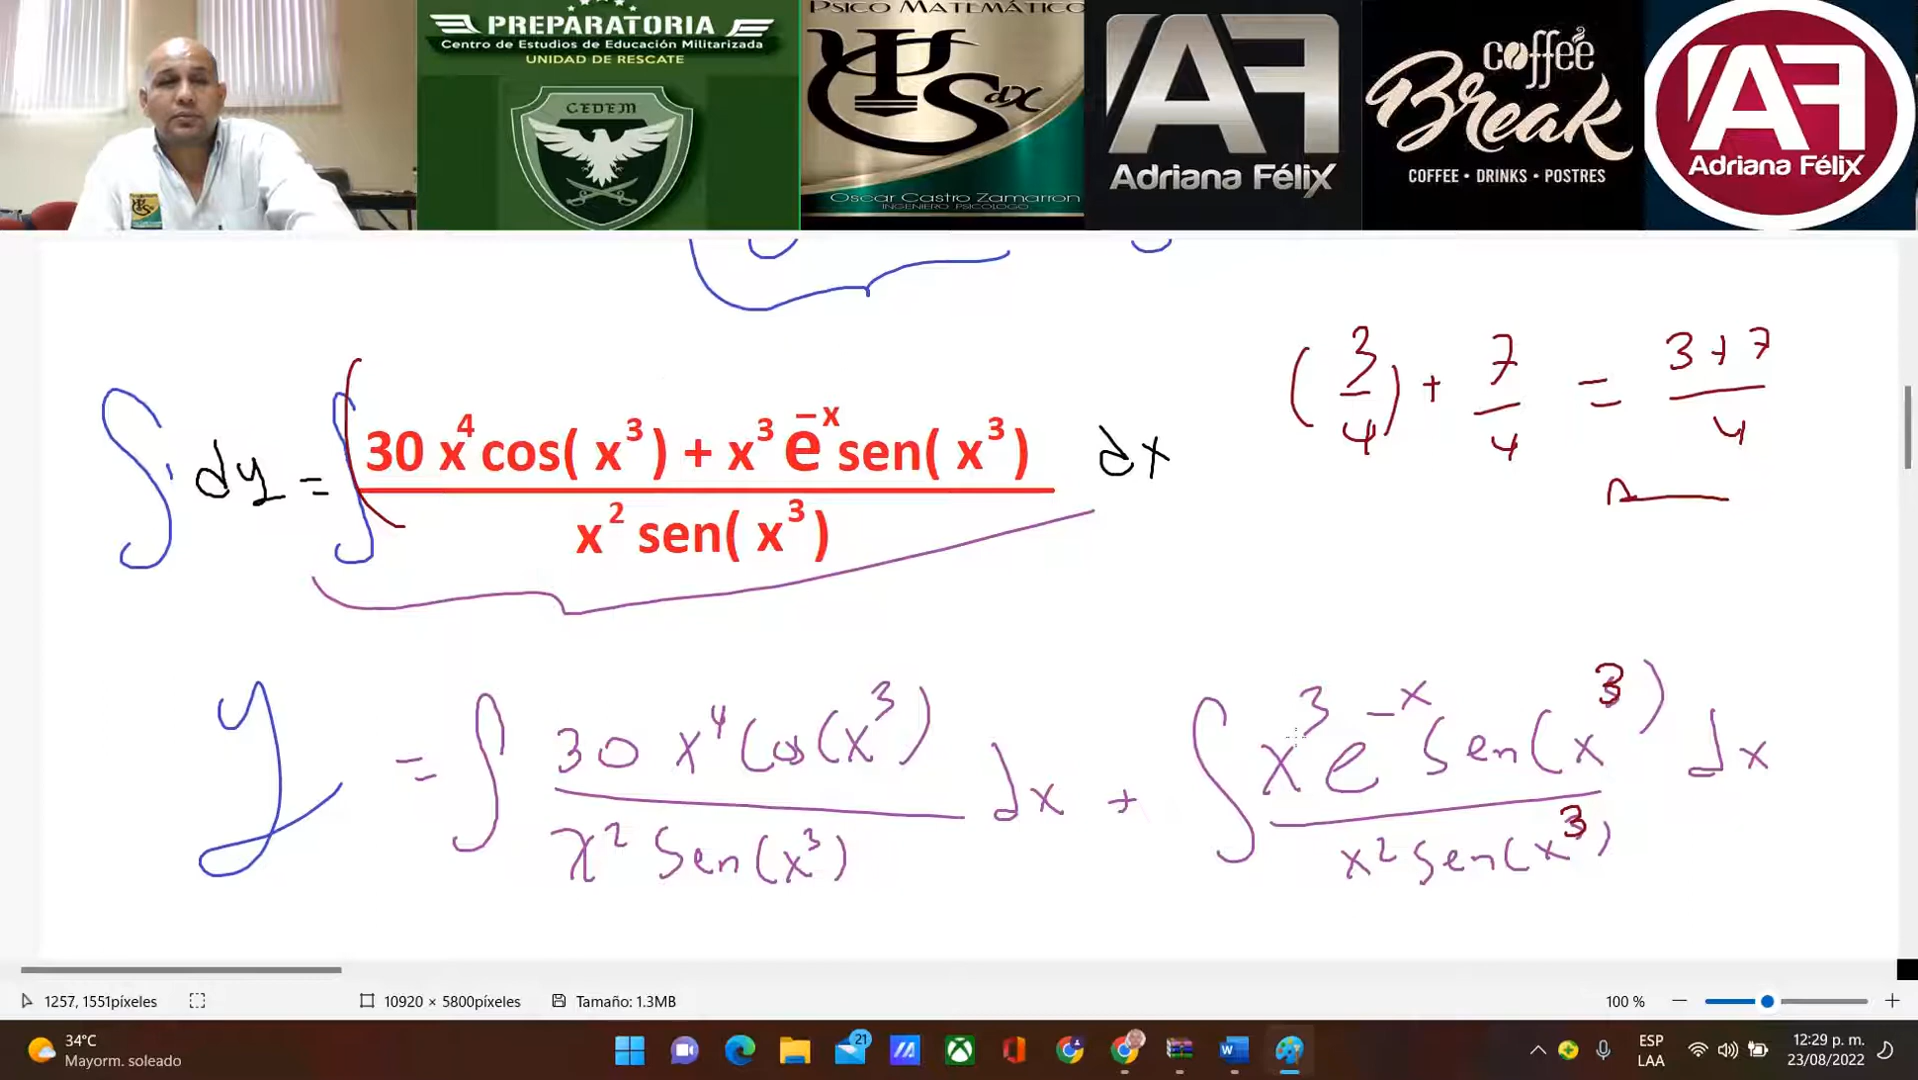 PREPARATORIA
Centro de Estudios de Educación Militarizada
UNIDAD DE RESCATE
CEDEM
PSICO MATEMÁTICO
dx
Oscar Castro Zamarron
INGENIERO PSICOLOGO
AF
Adriana Félix
coffee
Break
COFFEE • DRINKS • POSTRES
AF
Adriana Félix
∫ dy = ∫ (30 x⁴ cos( x³ ) + x³ e⁻ˣ sen( x³ )) / (x² sen( x³ )) dx
(3/4) + 7/4 = (3+7)/4
y = ∫ (30 x⁴ Cos(x³)) / (x² Sen(x³)) dx + ∫ (x³ e⁻ˣ Sen(x³)) / (x² Sen(x³)) dx
1257, 1551píxeles
10920 × 5800píxeles
Tamaño: 1.3MB
100 %
34°C
Mayorm. soleado
21
W
ESP
LAA
12:29 p. m.
23/08/2022